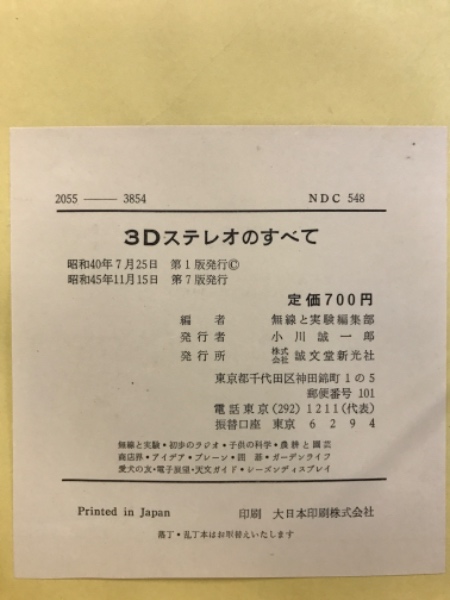 2055 —— 3854 NDC 548
3Dステレオのすべて
昭和40年7月25日 第1版発行©
昭和45年11月15日 第7版発行
定価700円
編者 無線と実験編集部
発行者 小川誠一郎
発行所 株式会社 誠文堂新光社
東京都千代田区神田錦町1の5
郵便番号 101
電話東京(292)1211(代表)
振替口座 東京 6294
無線と実験・初歩のラジオ・子供の科学・農耕と園芸
商店界・アイデア・ブレーン・囲碁・ガーデンライフ
愛犬の友・電子展望・天文ガイド・シーズンディスプレイ
Printed in Japan 印刷 大日本印刷株式会社
落丁・乱丁本はお取替えいたします